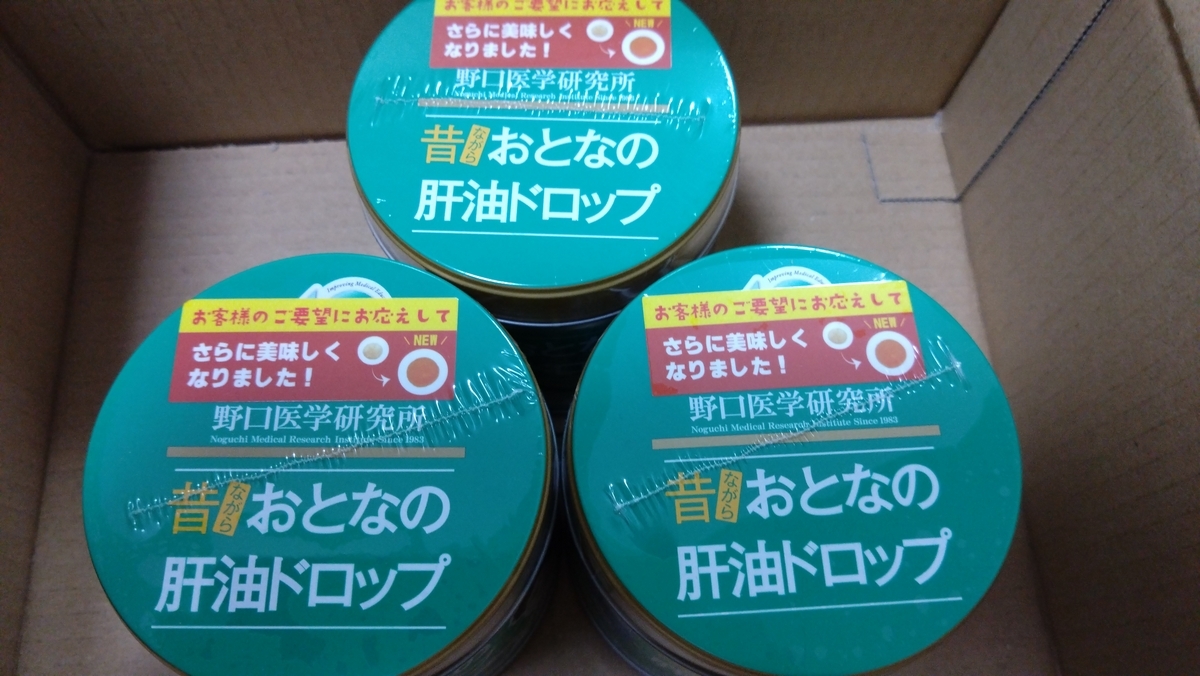 お客様のご要望にお応えして
さらに美味しく
なりました！
NEW
野口医学研究所
Noguchi Medical Research Institute Since 1983
昔ながらおとなの
肝油ドロップ
Improving Medical
お客様のご要望にお応えして
さらに美味しく
なりました！
NEW
野口医学研究所
Noguchi Medical Research Institute Since 1983
昔ながらおとなの
肝油ドロップ
Improving Medical
お客様のご要望にお応えして
さらに美味しく
なりました！
NEW
野口医学研究所
Noguchi Medical Research Institute Since 1983
昔ながらおとなの
肝油ドロップ